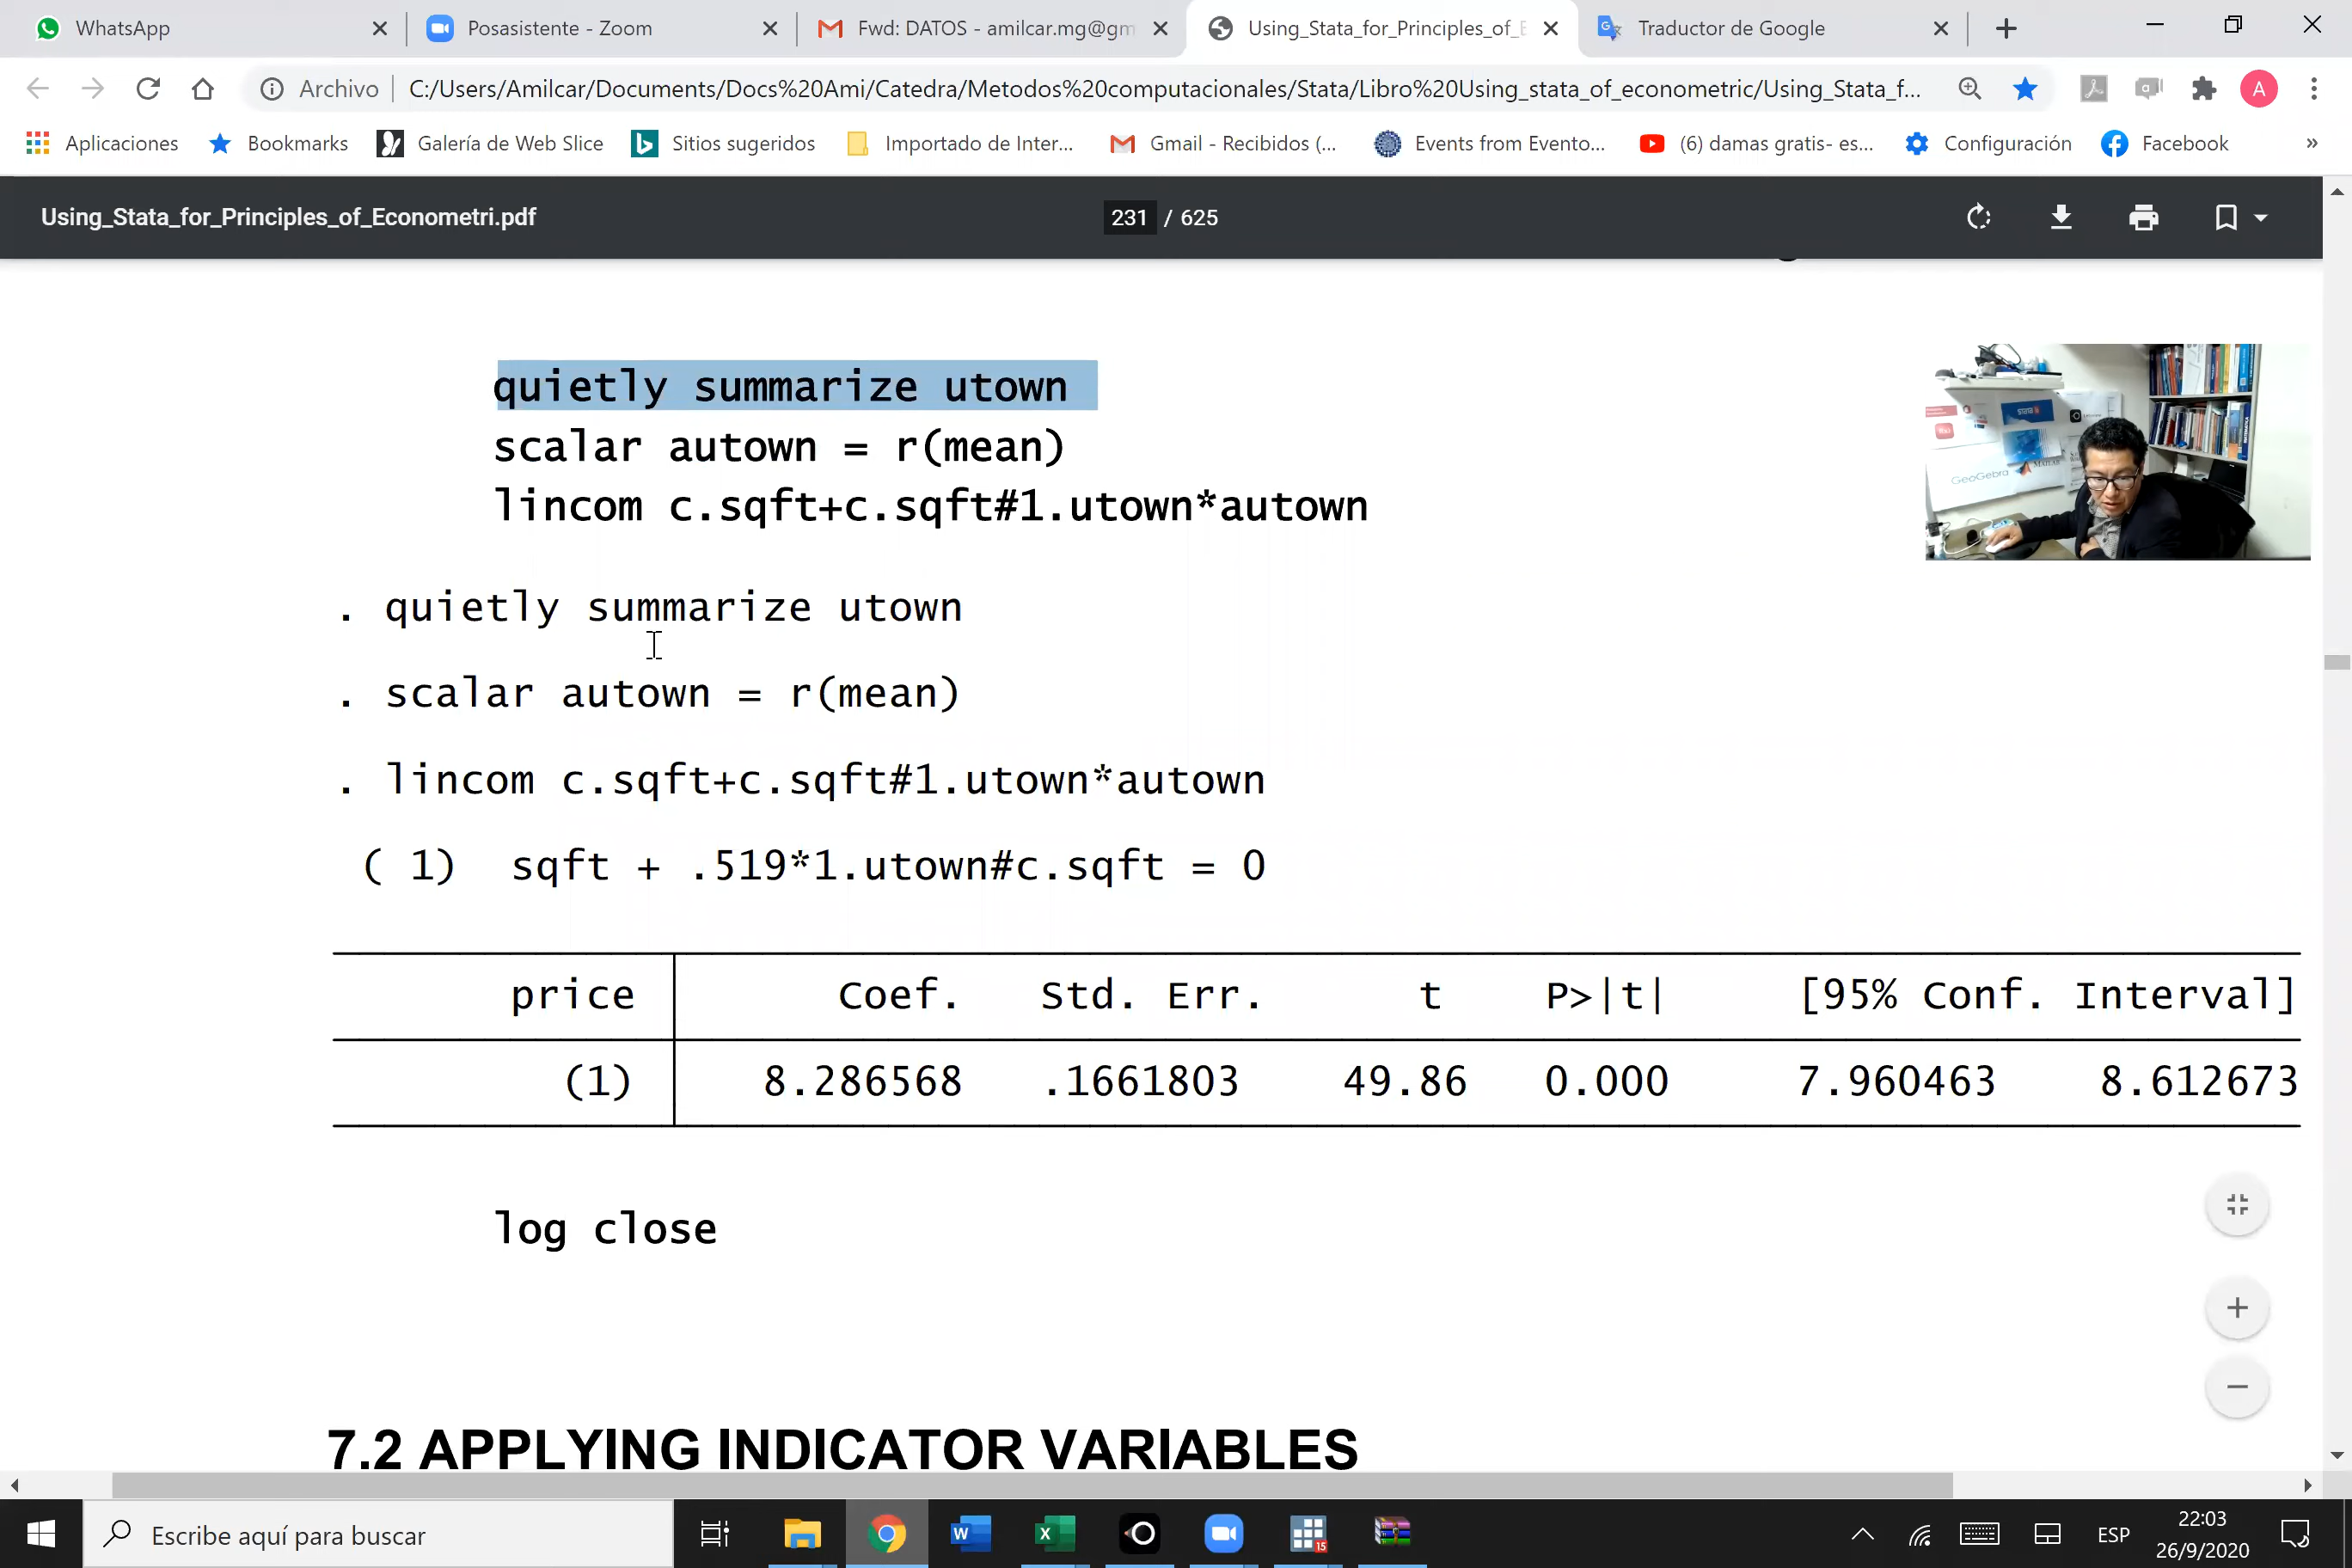 WhatsApp
Posasistente - Zoom
Fwd: DATOS - amilcar.mg@gm
Using_Stata_for_Principles_of_E
Traductor de Google
Archivo
C:/Users/Amilcar/Documents/Docs%20Ami/Catedra/Metodos%20computacionales/Stata/Libro%20Using_stata_of_econometric/Using_Stata_f...
A
Aplicaciones
Bookmarks
Galería de Web Slice
Sitios sugeridos
Importado de Inter...
Gmail - Recibidos (...
Events from Evento...
(6) damas gratis- es...
Configuración
Facebook
»
Using_Stata_for_Principles_of_Econometri.pdf
231 / 625
quietly summarize utown
scalar autown = r(mean)
lincom c.sqft+c.sqft#1.utown*autown
stata
MATLAB
GeoGebra
. quietly summarize utown
. scalar autown = r(mean)
. lincom c.sqft+c.sqft#1.utown*autown
( 1)  sqft + .519*1.utown#c.sqft = 0
price Coef. Std. Err. t P>|t| [95% Conf. Interval]
(1) 8.286568 .1661803 49.86 0.000 7.960463 8.612673
log close
7.2 APPLYING INDICATOR VARIABLES
Escribe aquí para buscar
15
ESP
22:03
26/9/2020